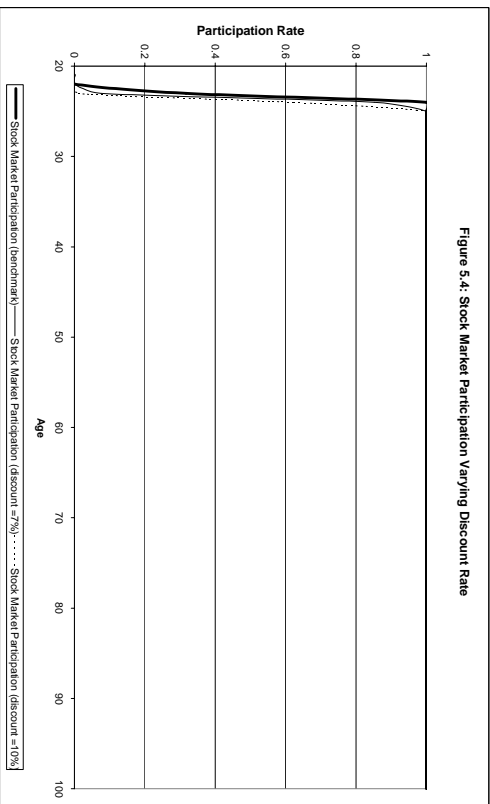 Figure 5.4: Stock Market Participation Varying Discount Rate
Participation Rate
1
0.8
0.6
0.4
0.2
0
20 30 40 50 60 70 80 90 100
Age
Stock Market Participation (benchmark) Stock Market Participation (discount =7%) Stock Market Participation (discount =10%)